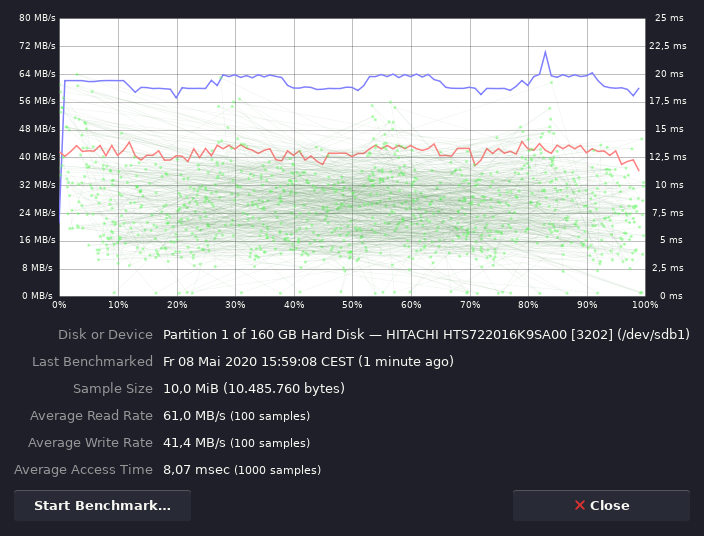 80 MB/s 25 ms
72 MB/s 22,5 ms
64 MB/s 20 ms
56 MB/s 17,5 ms
48 MB/s 15 ms
40 MB/s 12,5 ms
32 MB/s 10 ms
24 MB/s 7,5 ms
16 MB/s 5 ms
8 MB/s 2,5 ms
0 MB/s 0 ms
0% 10% 20% 30% 40% 50% 60% 70% 80% 90% 100%
Disk or Device Partition 1 of 160 GB Hard Disk — HITACHI HTS722016K9SA00 [3202] (/dev/sdb1)
Last Benchmarked Fr 08 Mai 2020 15:59:08 CEST (1 minute ago)
Sample Size 10,0 MiB (10.485.760 bytes)
Average Read Rate 61,0 MB/s (100 samples)
Average Write Rate 41,4 MB/s (100 samples)
Average Access Time 8,07 msec (1000 samples)
Start Benchmark... Close